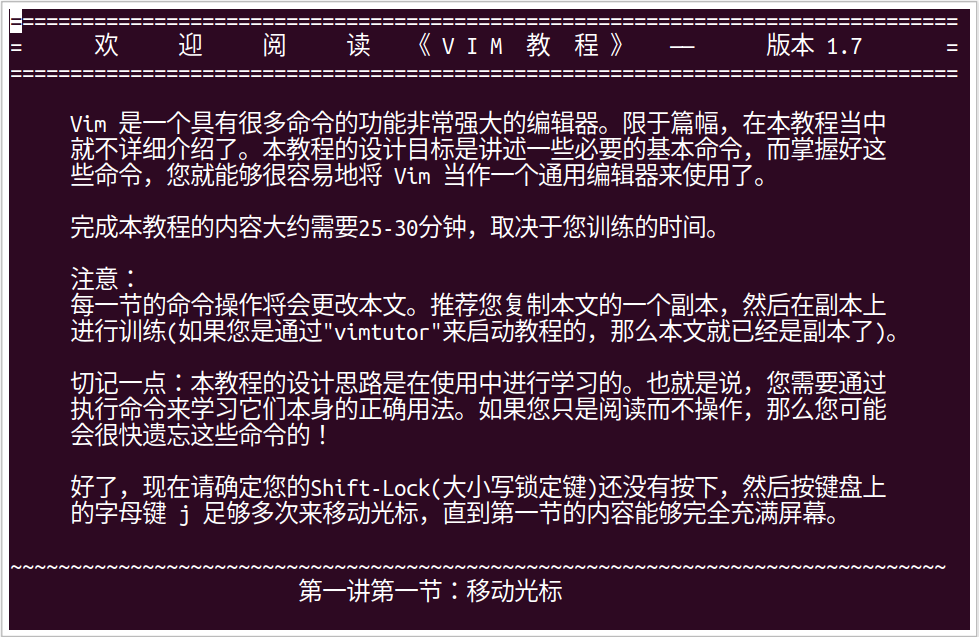 ===============================================================================
=      欢     迎     阅     读   《 V I M  教  程 》   ——      版本 1.7       =
===============================================================================
Vim 是一个具有很多命令的功能非常强大的编辑器。限于篇幅，在本教程当中
就不详细介绍了。本教程的设计目标是讲述一些必要的基本命令，而掌握好这
些命令，您就能够很容易地将 Vim 当作一个通用编辑器来使用了。
完成本教程的内容大约需要25-30分钟，取决于您训练的时间。
注意：
每一节的命令操作将会更改本文。推荐您复制本文的一个副本，然后在副本上
进行训练(如果您是通过"vimtutor"来启动教程的，那么本文就已经是副本了)。
切记一点：本教程的设计思路是在使用中进行学习的。也就是说，您需要通过
执行命令来学习它们本身的正确用法。如果您只是阅读而不操作，那么您可能
会很快遗忘这些命令的！
好了，现在请确定您的Shift-Lock(大小写锁定键)还没有按下，然后按键盘上
的字母键 j 足够多次来移动光标，直到第一节的内容能够完全充满屏幕。
~~~~~~~~~~~~~~~~~~~~~~~~~~~~~~~~~~~~~~~~~~~~~~~~~~~~~~~~~~~~~~~~~~~~~~~~~~~~~~
第一讲第一节：移动光标